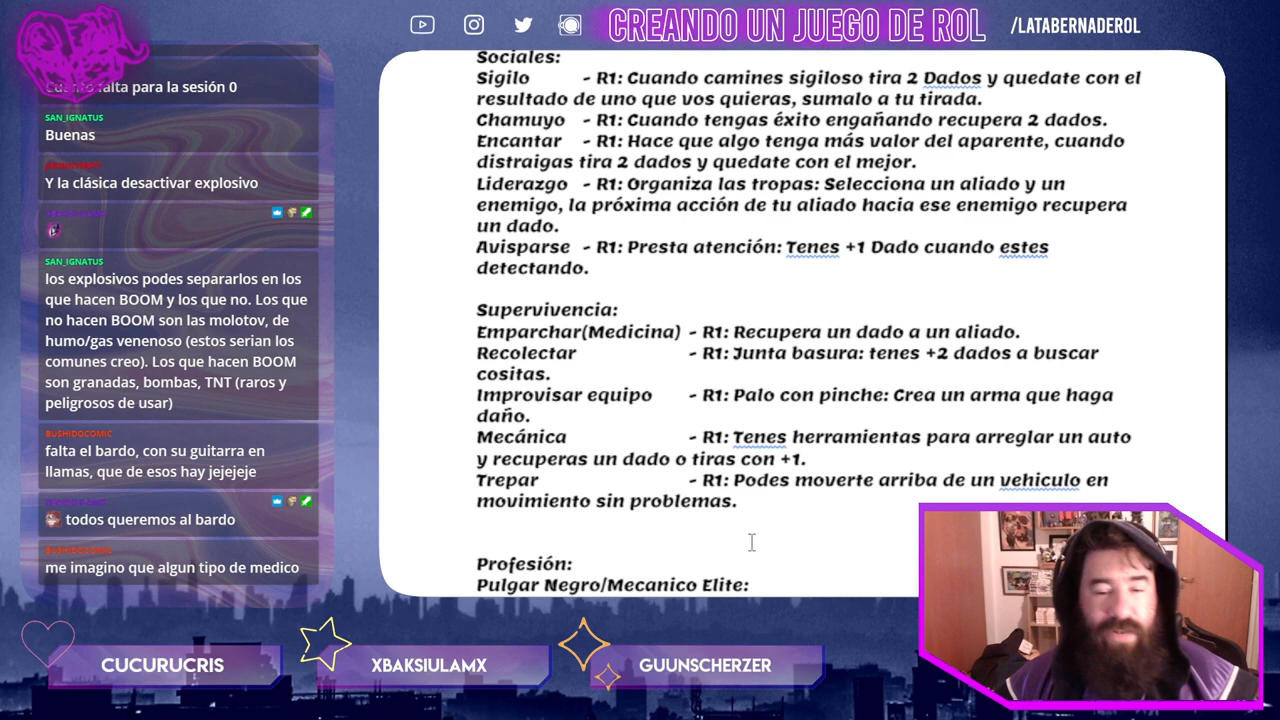 CREANDO UN JUEGO DE ROL
/LATABERNADEROL
falta para la sesión 0
SAN_IGNATUS
Buenas
Y la clásica desactivar explosivo
SAN_IGNATUS
los explosivos podes separarlos en los
que hacen BOOM y los que no. Los que
no hacen BOOM son las molotov, de
humo/gas venenoso (estos serian los
comunes creo). Los que hacen BOOM
son granadas, bombas, TNT (raros y
peligrosos de usar)
BUSHIDOCOMIC
falta el bardo, con su guitarra en
llamas, que de esos hay jejejeje
todos queremos al bardo
BUSHIDOCOMIC
me imagino que algun tipo de medico
Sociales:
Sigilo - R1: Cuando camines sigiloso tira 2 Dados y quedate con el
resultado de uno que vos quieras, sumalo a tu tirada.
Chamuyo - R1: Cuando tengas éxito engañando recupera 2 dados.
Encantar - R1: Hace que algo tenga más valor del aparente, cuando
distraigas tira 2 dados y quedate con el mejor.
Liderazgo - R1: Organiza las tropas: Selecciona un aliado y un
enemigo, la próxima acción de tu aliado hacia ese enemigo recupera
un dado.
Avisparse - R1: Presta atención: Tenes +1 Dado cuando estes
detectando.
Supervivencia:
Emparchar(Medicina) - R1: Recupera un dado a un aliado.
Recolectar - R1: Junta basura: tenes +2 dados a buscar
cositas.
Improvisar equipo - R1: Palo con pinche: Crea un arma que haga
daño.
Mecánica - R1: Tenes herramientas para arreglar un auto
y recuperas un dado o tiras con +1.
Trepar - R1: Podes moverte arriba de un vehiculo en
movimiento sin problemas.
Profesión:
Pulgar Negro/Mecanico Elite:
CUCURUCRIS
XBAKSIULAMX
GUUNSCHERZER